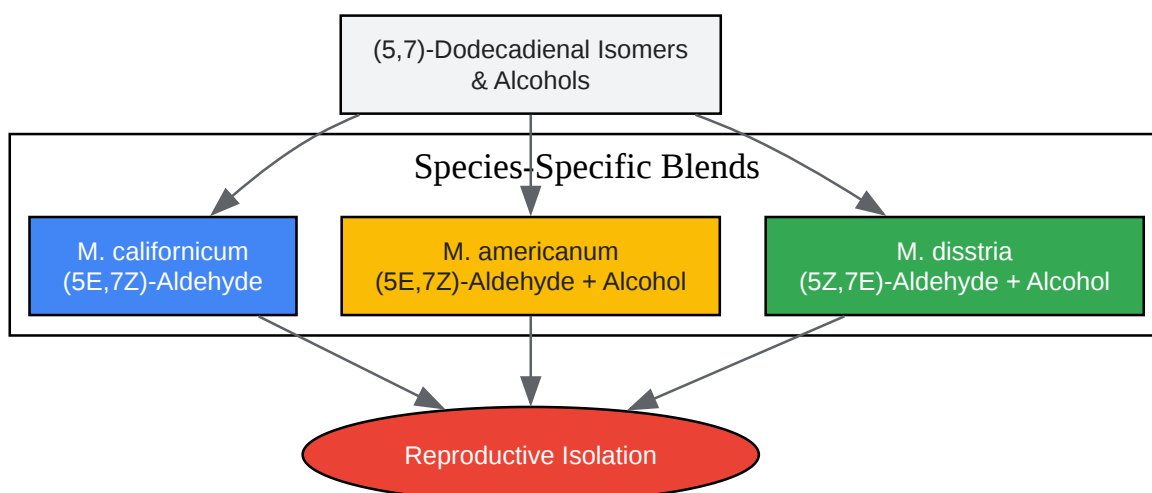 (5,7)-Dodecadienal Isomers
& Alcohols
Species-Specific Blends
M. californicum
(5E,7Z)-Aldehyde
M. americanum
(5E,7Z)-Aldehyde + Alcohol
M. disstria
(5Z,7E)-Aldehyde + Alcohol
Reproductive Isolation